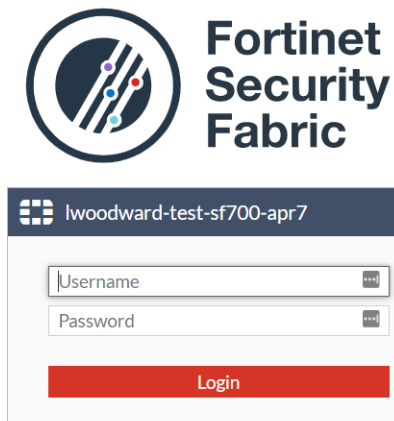 Fortinet
Security
Fabric
lwoodward-test-sf700-apr7
Username
Password
Login